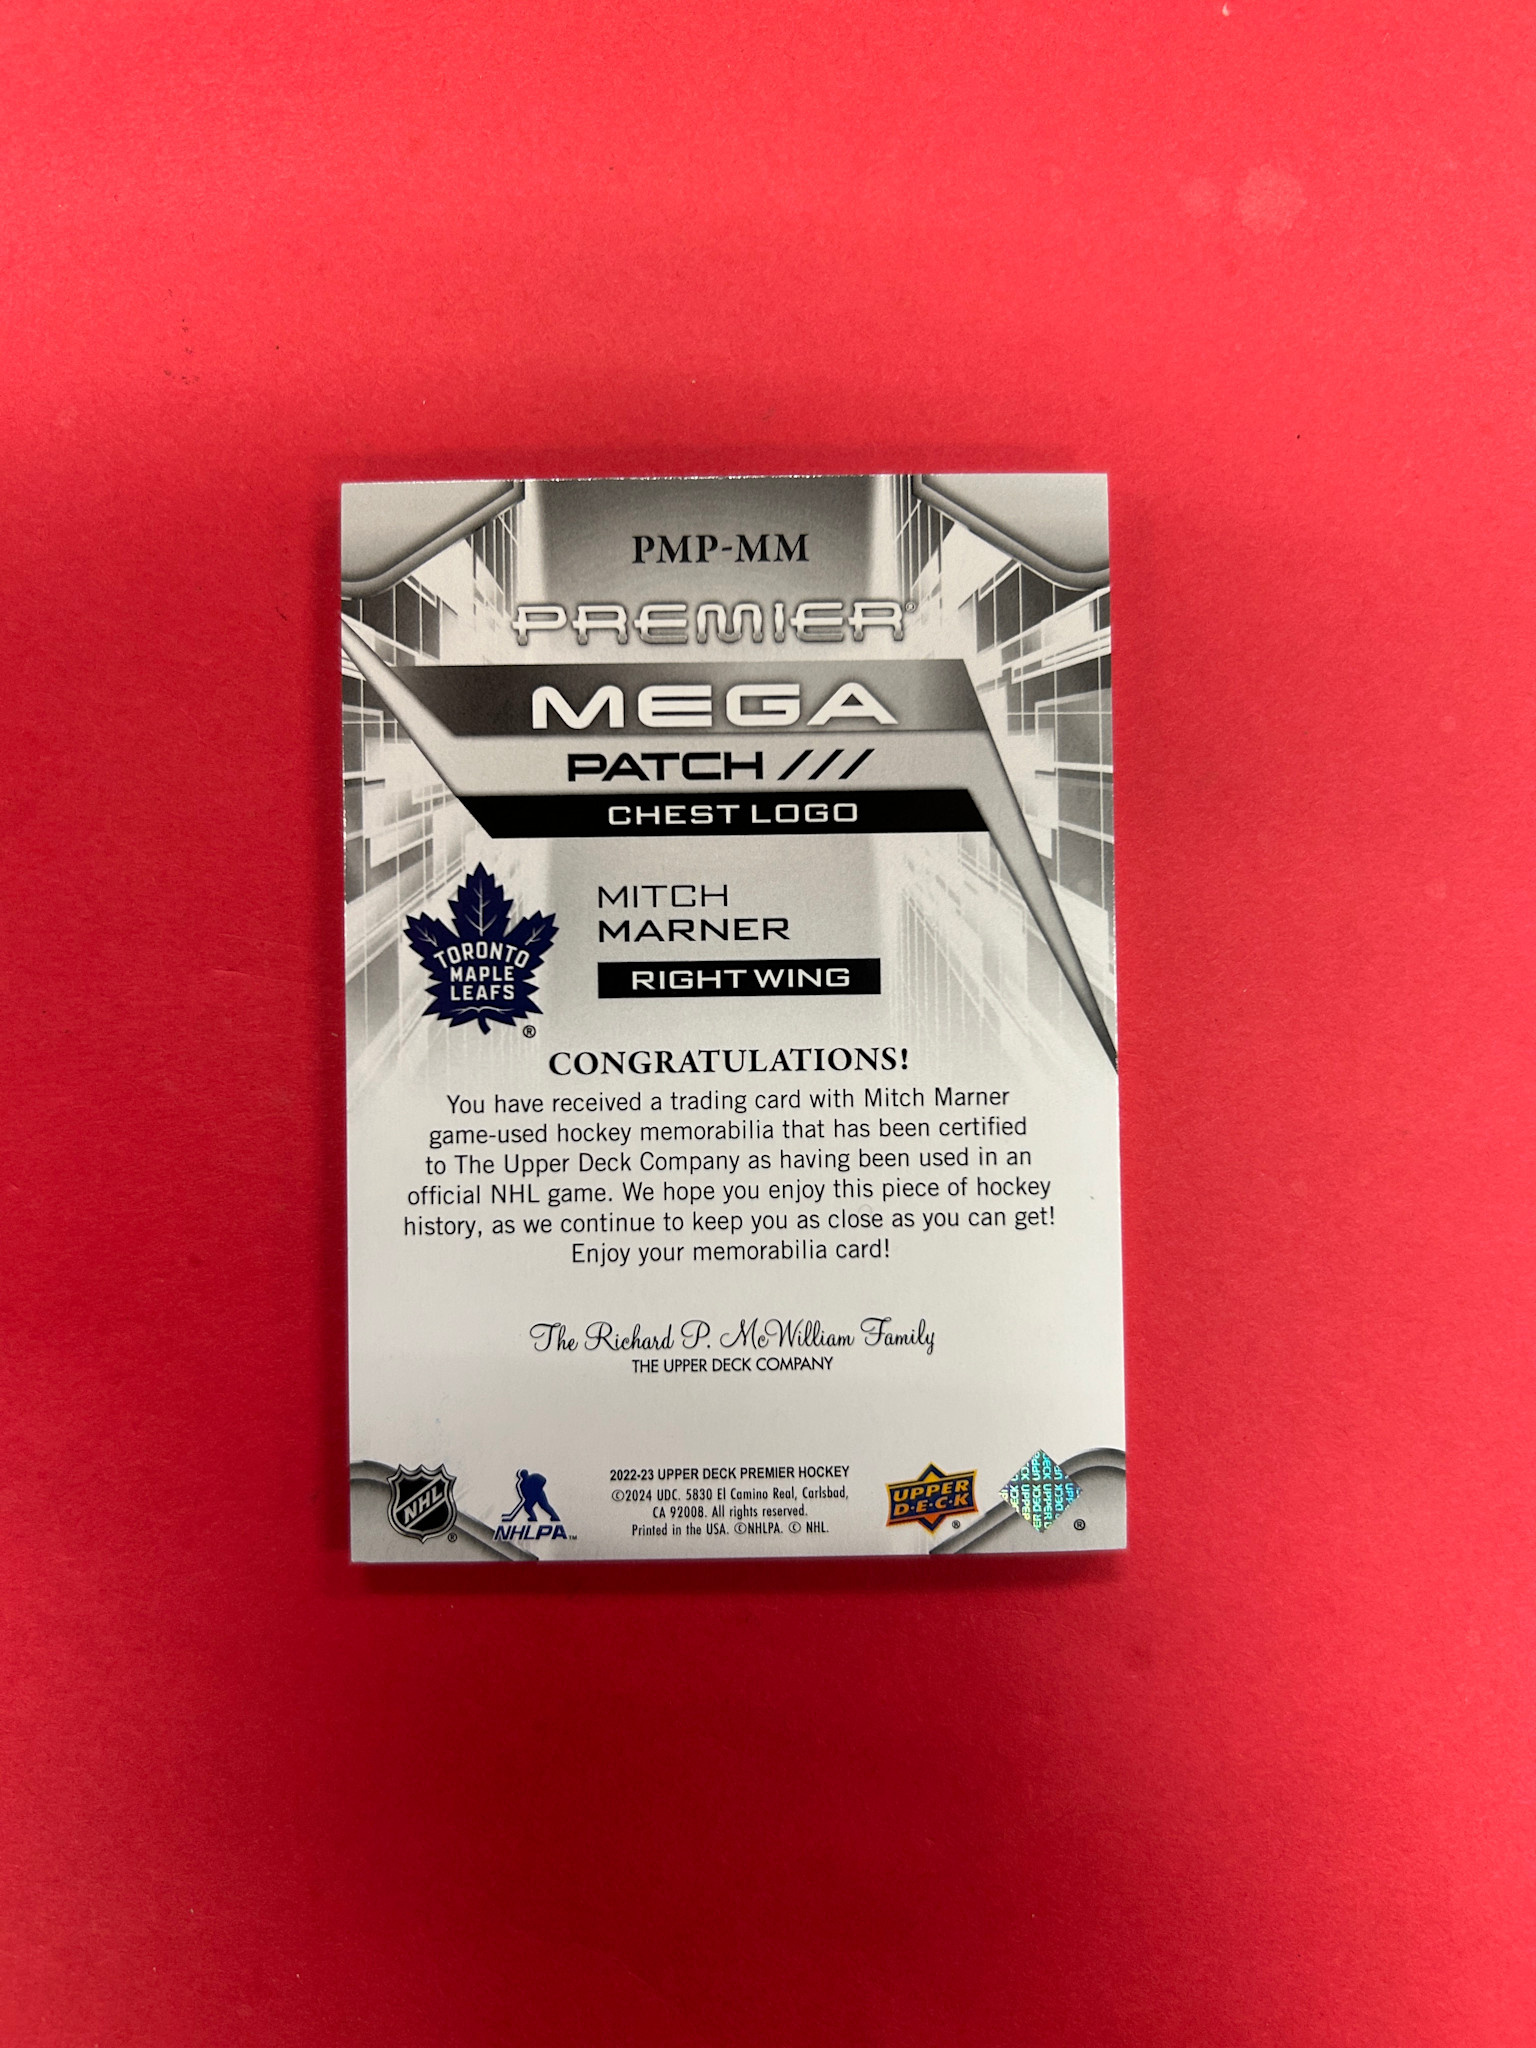 PMP-MM
PREMIER®
MEGA
PATCH ///
CHEST LOGO
TORONTO
MAPLE
LEAFS
®
MITCH
MARNER
RIGHT WING
CONGRATULATIONS!
You have received a trading card with Mitch Marner
game-used hockey memorabilia that has been certified
to The Upper Deck Company as having been used in an
official NHL game. We hope you enjoy this piece of hockey
history, as we continue to keep you as close as you can get!
Enjoy your memorabilia card!
The Richard P. McWilliam Family
THE UPPER DECK COMPANY
NHL ®
NHLPA™
2022-23 UPPER DECK PREMIER HOCKEY
©2024 UDC. 5830 El Camino Real, Carlsbad,
CA 92008. All rights reserved.
Printed in the USA. ©NHLPA. © NHL.
UPPER
D·E·C·K ®
UPPER DECK ®